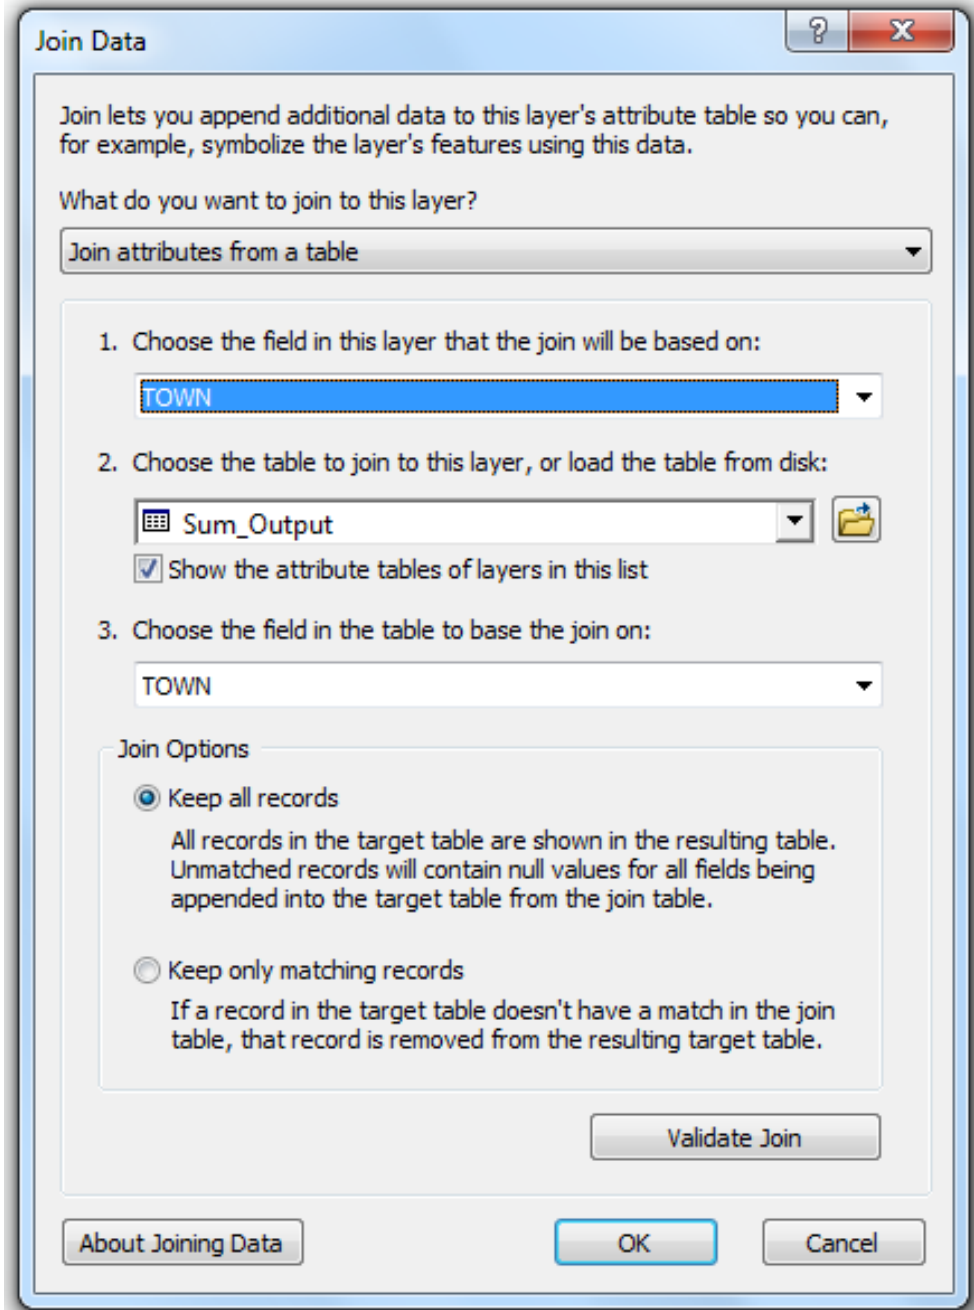 Join Data
Join lets you append additional data to this layer's attribute table so you can,
for example, symbolize the layer's features using this data.
What do you want to join to this layer?
Join attributes from a table
1. Choose the field in this layer that the join will be based on:
TOWN
2. Choose the table to join to this layer, or load the table from disk:
Sum_Output
Show the attribute tables of layers in this list
3. Choose the field in the table to base the join on:
TOWN
Join Options
Keep all records
All records in the target table are shown in the resulting table.
Unmatched records will contain null values for all fields being
appended into the target table from the join table.
Keep only matching records
If a record in the target table doesn't have a match in the join
table, that record is removed from the resulting target table.
Validate Join
About Joining Data
OK
Cancel